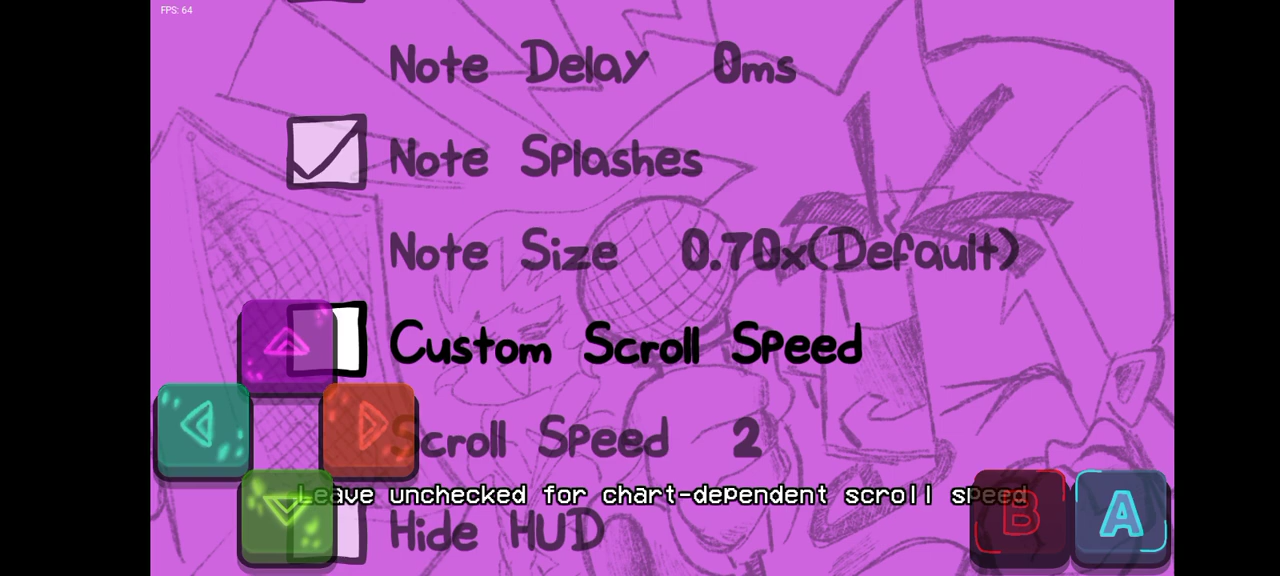 FPS: 64
Note Delay 0ms
Note Splashes
Note Size 0.70x(Default)
Custom Scroll Speed
Scroll Speed 2
Leave unchecked for chart-dependent scroll speed
Hide HUD
B A